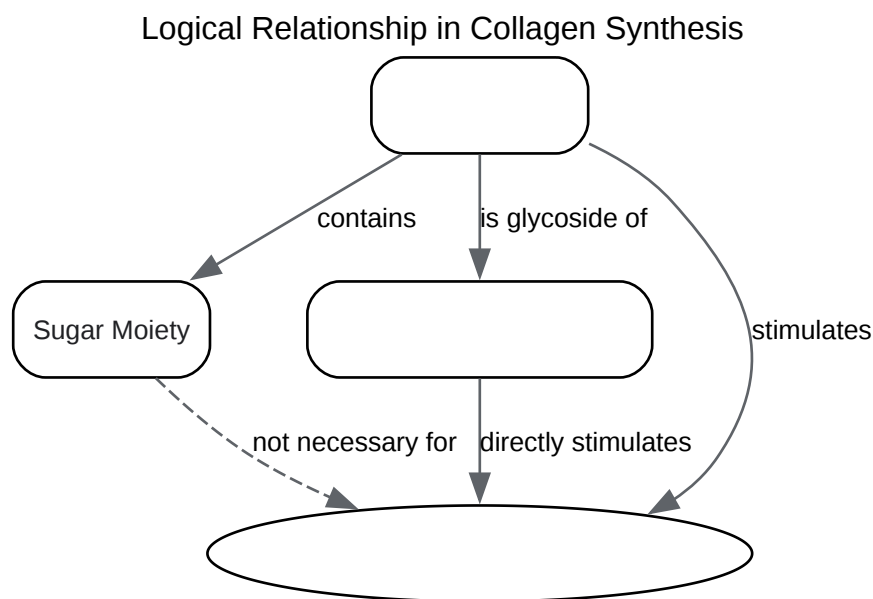 Logical Relationship in Collagen Synthesis
contains
is glycoside of
Sugar Moiety
stimulates
not necessary for
directly stimulates